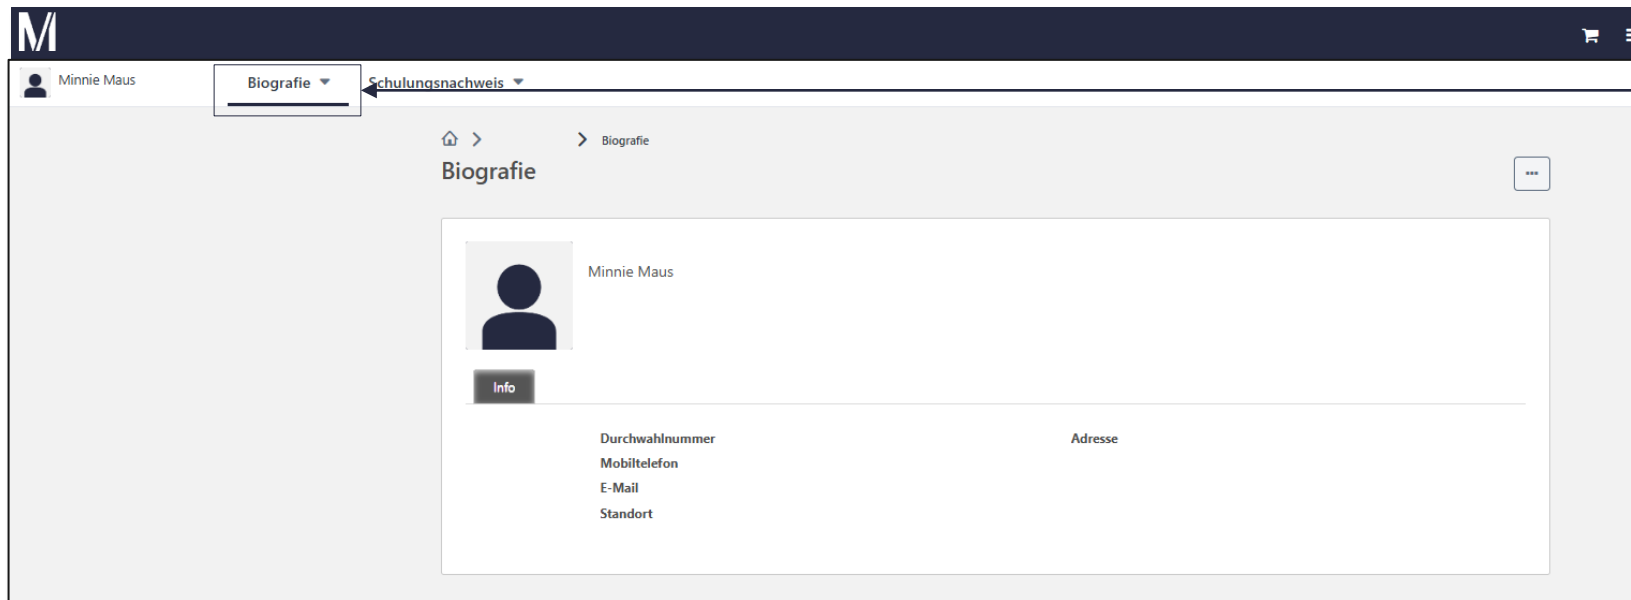 M
Minnie Maus
Biografie
Schulungsnachweis
Biografie
Biografie
Minnie Maus
Info
Durchwahlnummer
Adresse
Mobiltelefon
E-Mail
Standort